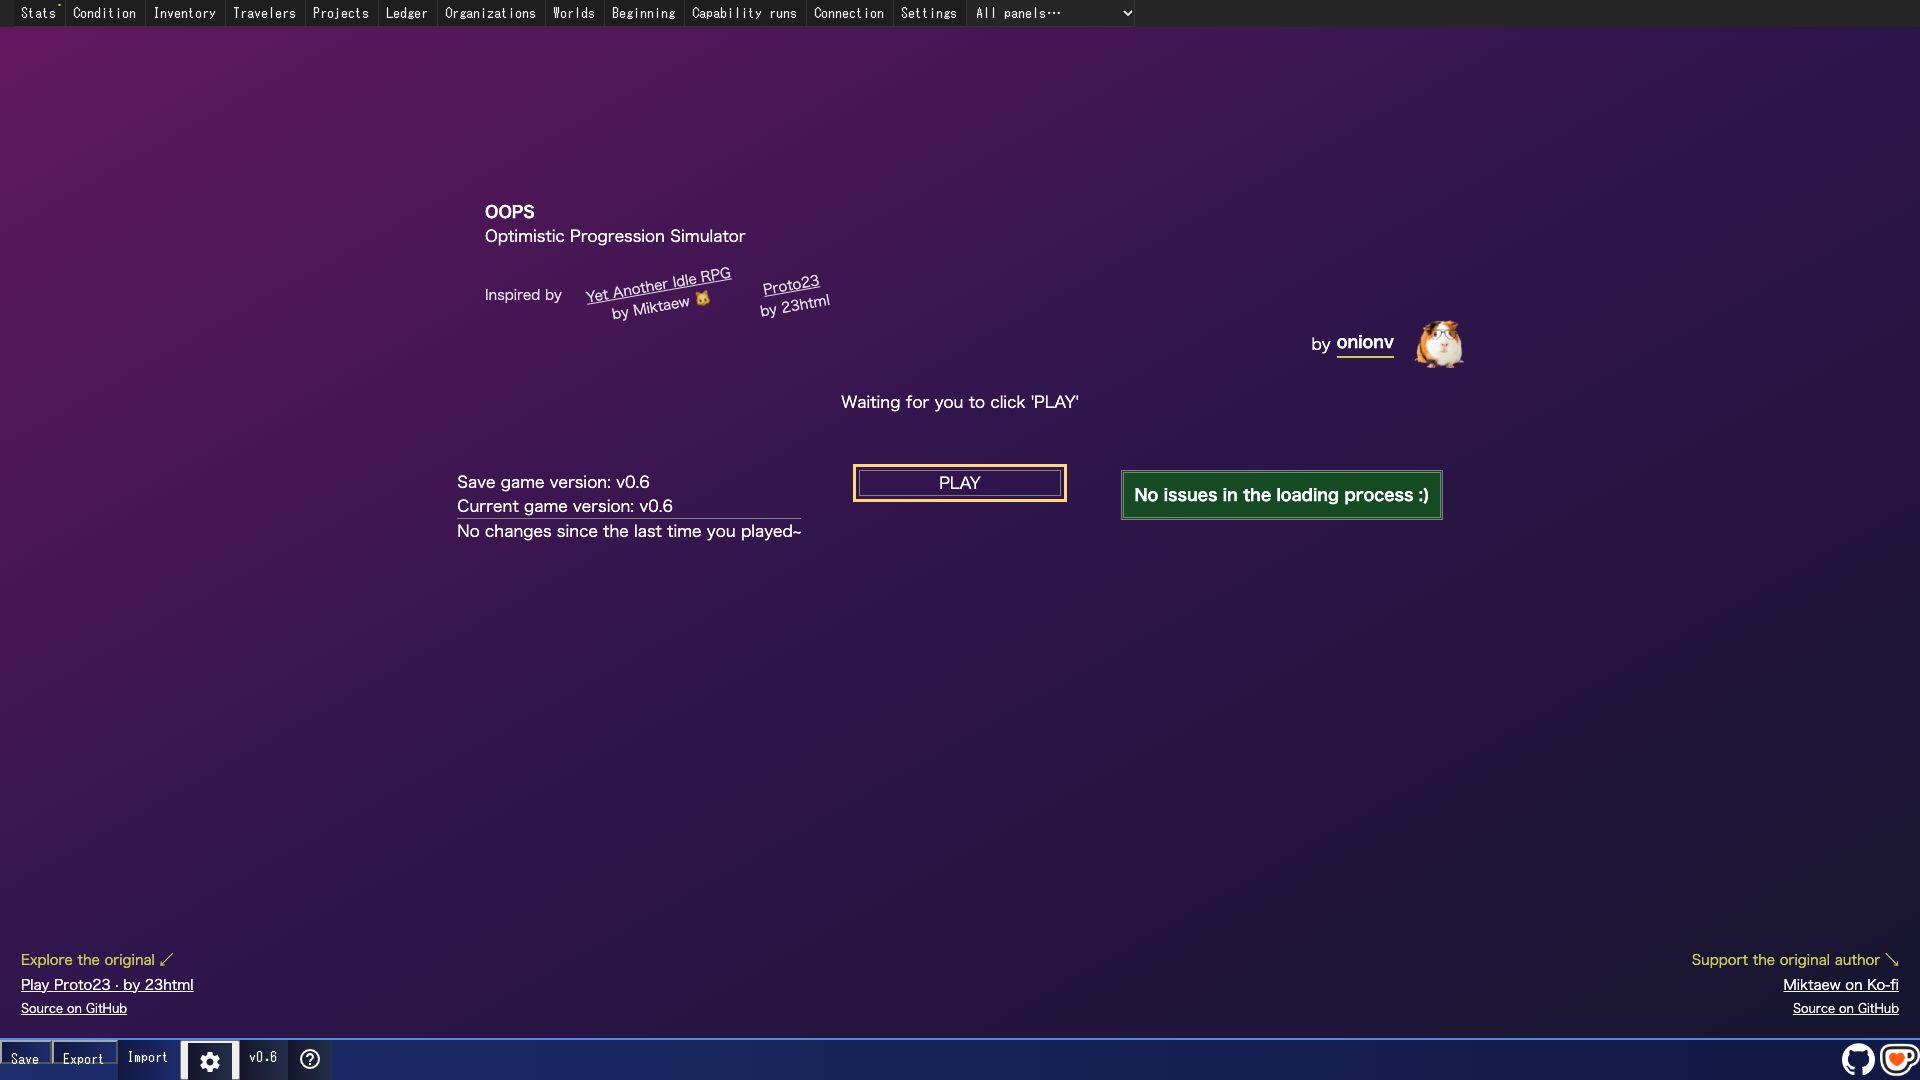 Stats Condition Inventory Travelers Projects Ledger Organizations Worlds Beginning Capability runs Connection Settings All panels…
OOPS
Optimistic Progression Simulator
Inspired by
Yet Another Idle RPG
by Miktaew 🐱
Proto23
by 23html
by onionv
Waiting for you to click 'PLAY'
Save game version: v0.6
Current game version: v0.6
No changes since the last time you played~
PLAY
No issues in the loading process :)
Explore the original ↙
Play Proto23 · by 23html
Source on GitHub
Support the original author ↘
Miktaew on Ko-fi
Source on GitHub
Save Export Import v0.6